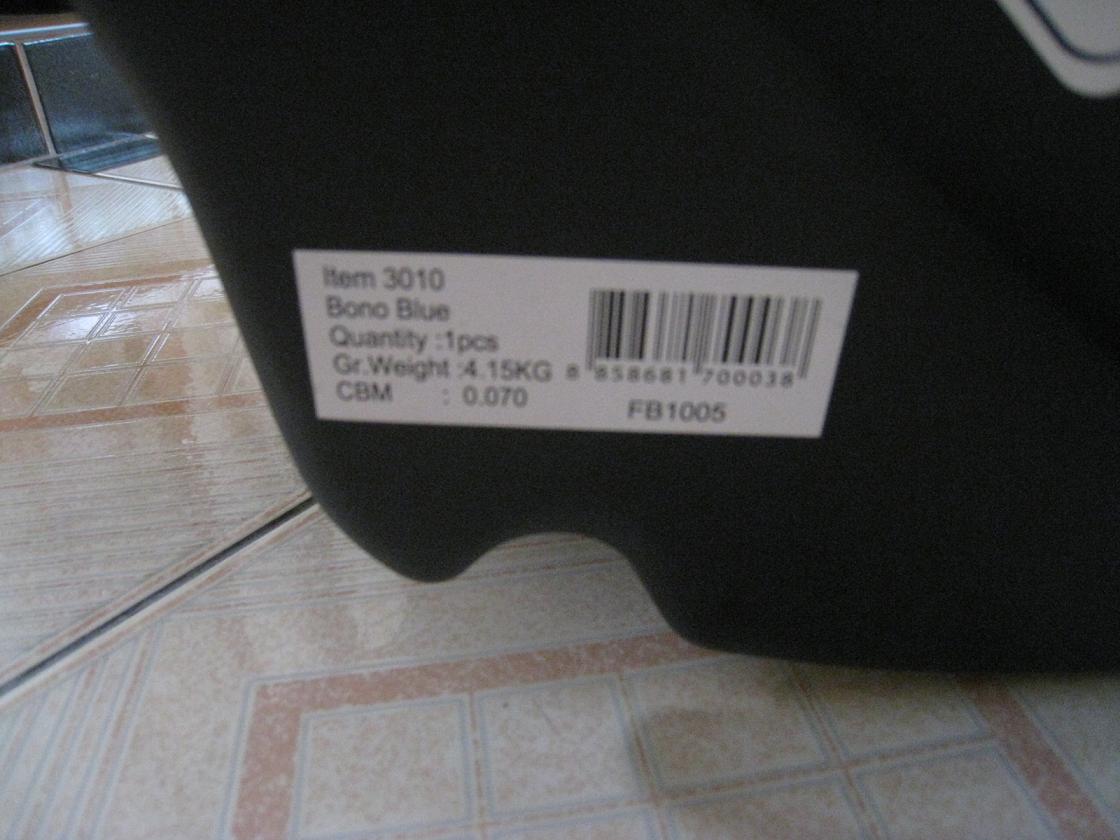 Item 3010
Bono Blue
Quantity :1pcs
Gr.Weight :4.15KG
CBM : 0.070
8 858681 700038
FB1005